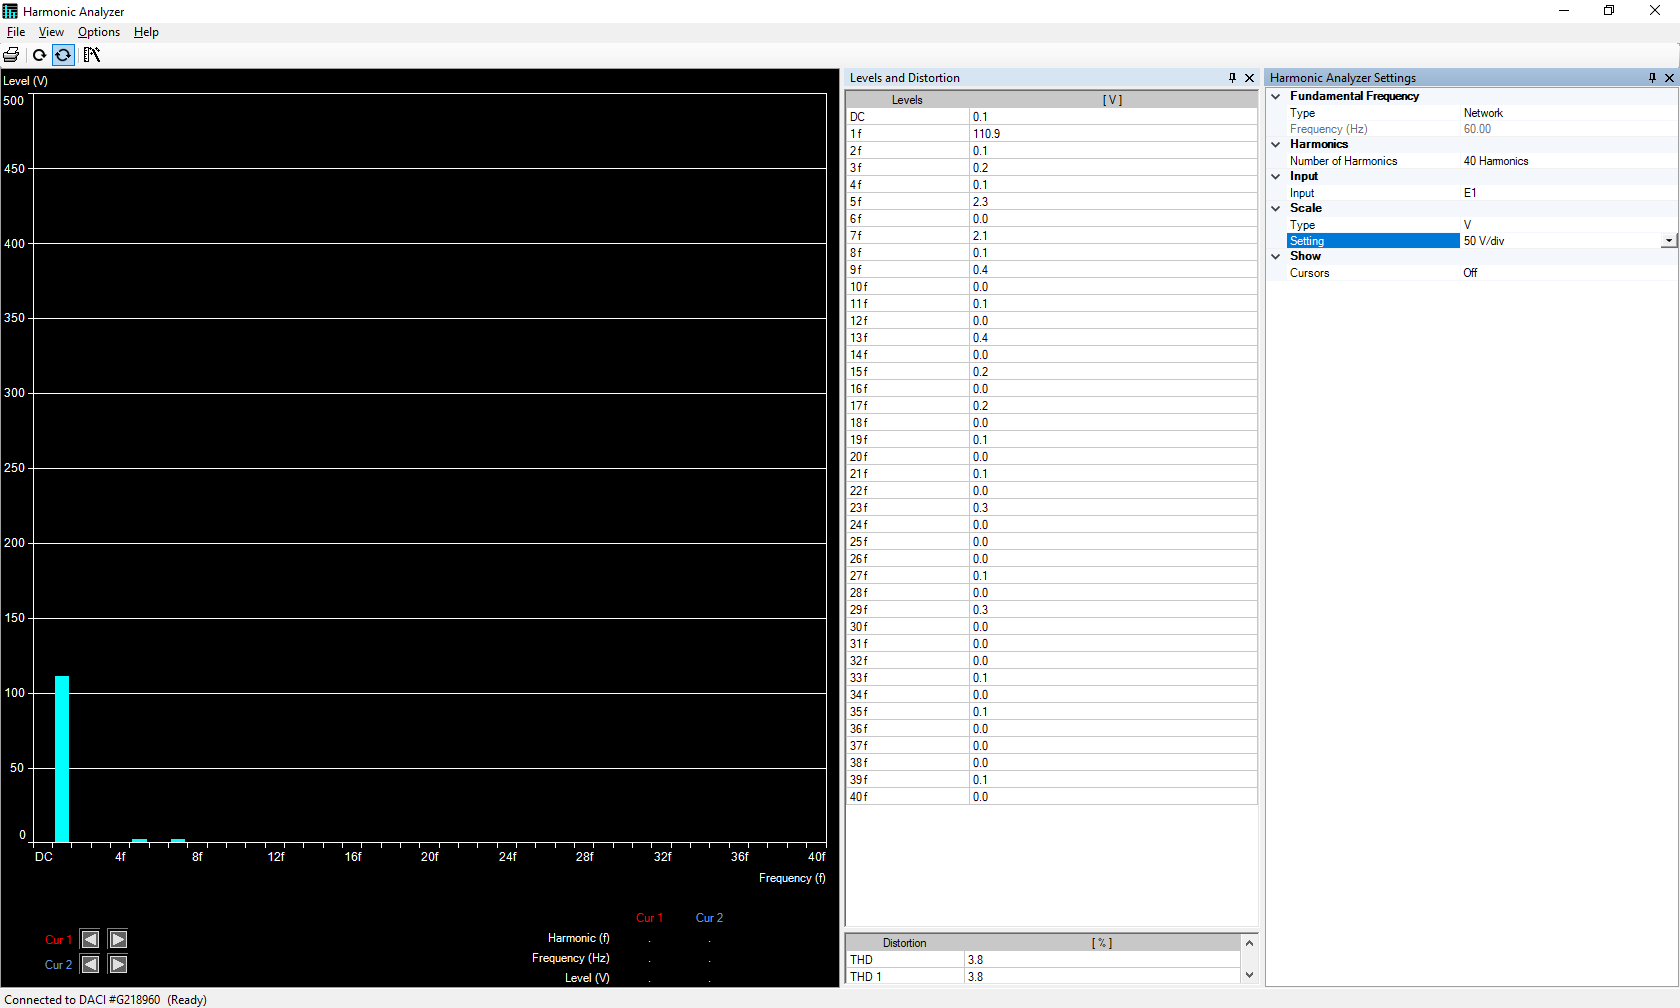 Harmonic Analyzer
File View Options Help
Level (V)
500
450
400
350
300
250
200
150
100
50
0
DC 4f 8f 12f 16f 20f 24f 28f 32f 36f 40f
Frequency (f)
Cur 1 Cur 2
Cur 1
Cur 2
Harmonic (f) . .
Frequency (Hz) . .
Level (V) . .
Levels and Distortion
Levels [ V ]
DC 0.1
1f 110.9
2f 0.1
3f 0.2
4f 0.1
5f 2.3
6f 0.0
7f 2.1
8f 0.1
9f 0.4
10f 0.0
11f 0.1
12f 0.0
13f 0.4
14f 0.0
15f 0.2
16f 0.0
17f 0.2
18f 0.0
19f 0.1
20f 0.0
21f 0.1
22f 0.0
23f 0.3
24f 0.0
25f 0.0
26f 0.0
27f 0.1
28f 0.0
29f 0.3
30f 0.0
31f 0.0
32f 0.0
33f 0.1
34f 0.0
35f 0.1
36f 0.0
37f 0.0
38f 0.0
39f 0.1
40f 0.0
Distortion [ % ]
THD 3.8
THD 1 3.8
Harmonic Analyzer Settings
Fundamental Frequency
Type Network
Frequency (Hz) 60.00
Harmonics
Number of Harmonics 40 Harmonics
Input
Input E1
Scale
Type V
Setting 50 V/div
Show
Cursors Off
Connected to DACI #G218960 (Ready)